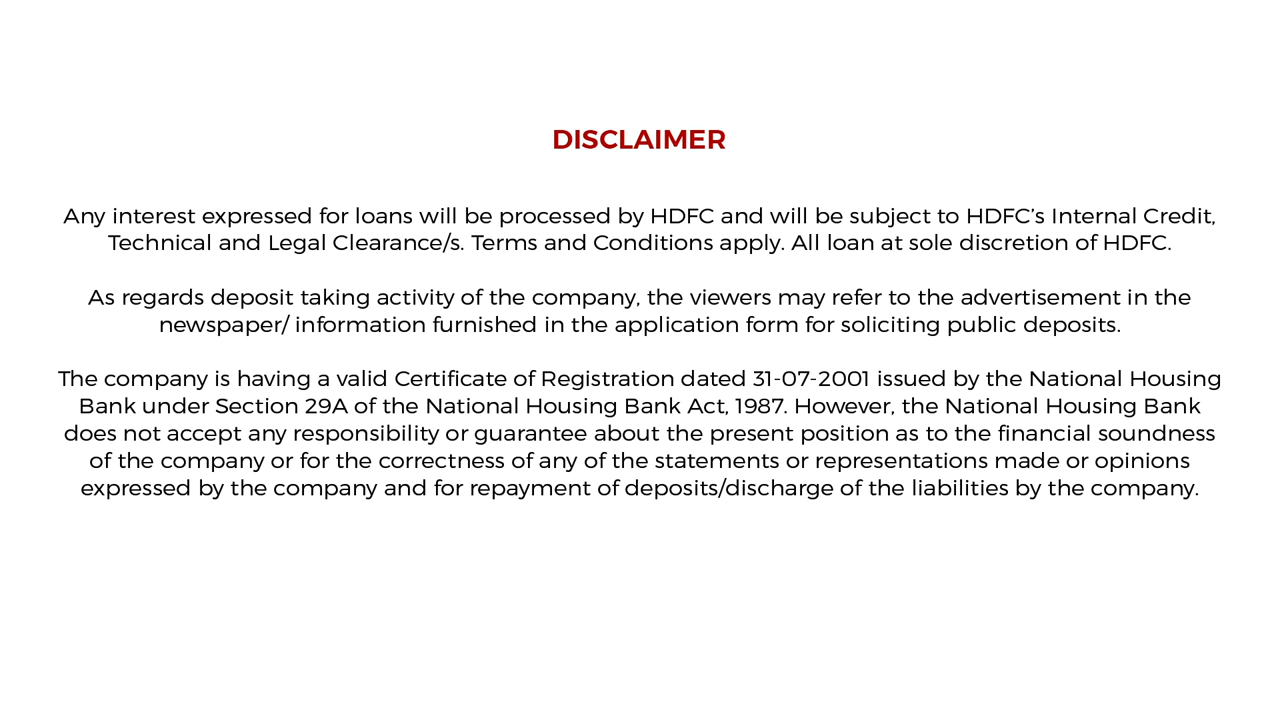 DISCLAIMER
Any interest expressed for loans will be processed by HDFC and will be subject to HDFC’s Internal Credit,
Technical and Legal Clearance/s. Terms and Conditions apply. All loan at sole discretion of HDFC.
As regards deposit taking activity of the company, the viewers may refer to the advertisement in the
newspaper/ information furnished in the application form for soliciting public deposits.
The company is having a valid Certificate of Registration dated 31-07-2001 issued by the National Housing
Bank under Section 29A of the National Housing Bank Act, 1987. However, the National Housing Bank
does not accept any responsibility or guarantee about the present position as to the financial soundness
of the company or for the correctness of any of the statements or representations made or opinions
expressed by the company and for repayment of deposits/discharge of the liabilities by the company.